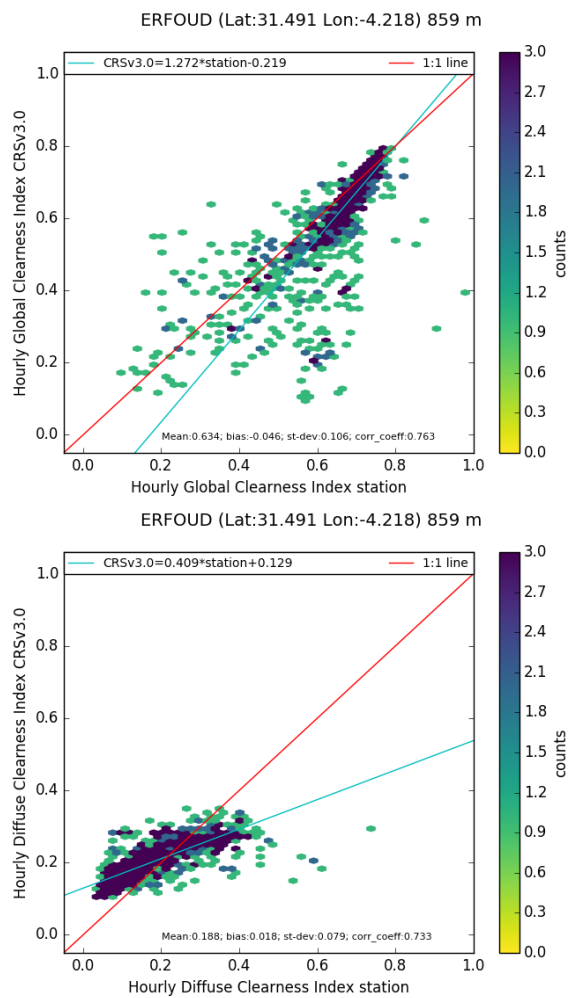 ERFOUD (Lat:31.491 Lon:-4.218) 859 m
CRSv3.0=1.272*station-0.219
1:1 line
1.0
0.8
0.6
0.4
0.2
0.0
Hourly Global Clearness Index CRSv3.0
Mean:0.634; bias:-0.046; st-dev:0.106; corr_coeff:0.763
0.0 0.2 0.4 0.6 0.8 1.0
Hourly Global Clearness Index station
3.0
2.7
2.4
2.1
1.8
1.5
1.2
0.9
0.6
0.3
0.0
counts
ERFOUD (Lat:31.491 Lon:-4.218) 859 m
CRSv3.0=0.409*station+0.129
1:1 line
1.0
0.8
0.6
0.4
0.2
0.0
Hourly Diffuse Clearness Index CRSv3.0
Mean:0.188; bias:0.018; st-dev:0.079; corr_coeff:0.733
0.0 0.2 0.4 0.6 0.8 1.0
Hourly Diffuse Clearness Index station
3.0
2.7
2.4
2.1
1.8
1.5
1.2
0.9
0.6
0.3
0.0
counts